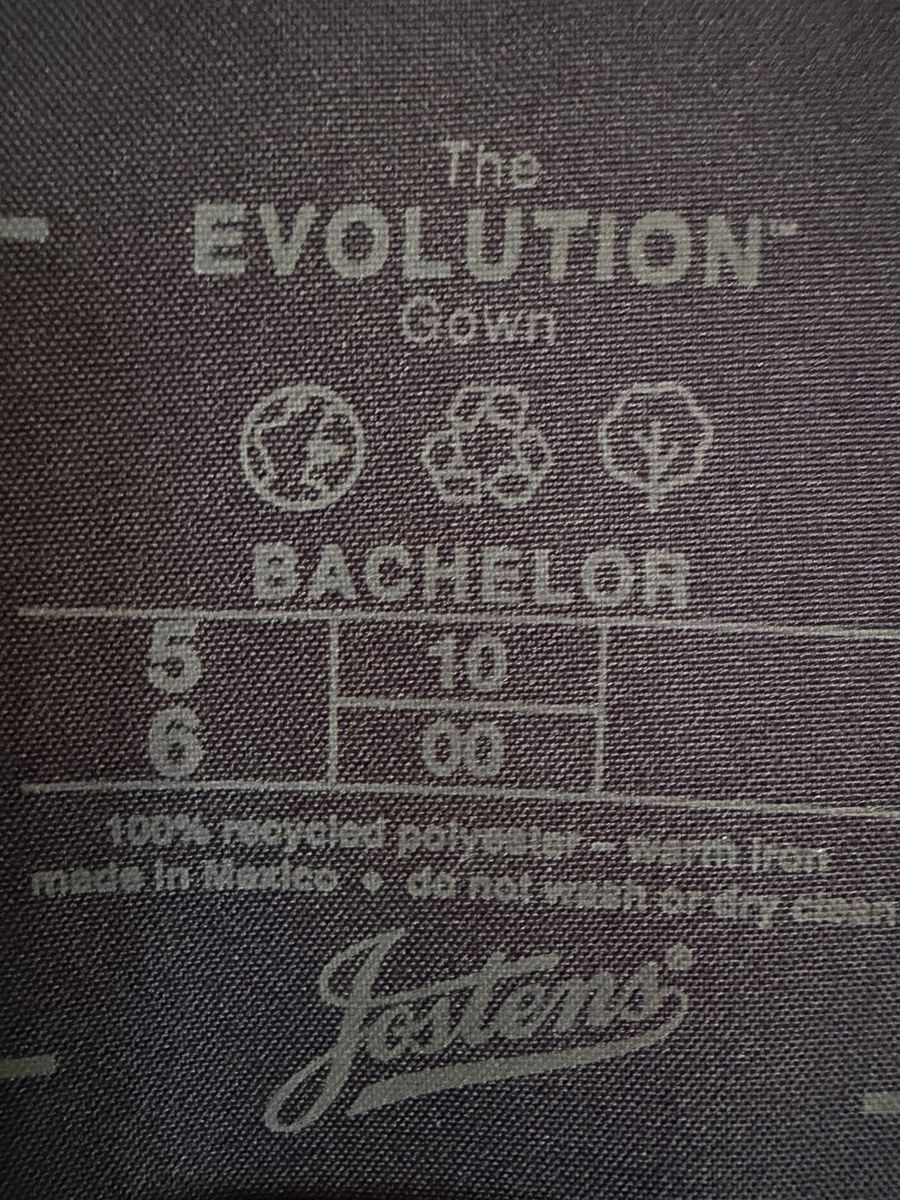 The
EVOLUTION™
Gown
BACHELOR
5 10
6 00
100% recycled polyester – warm iron
made in Mexico • do not wash or dry clean
Jostens®